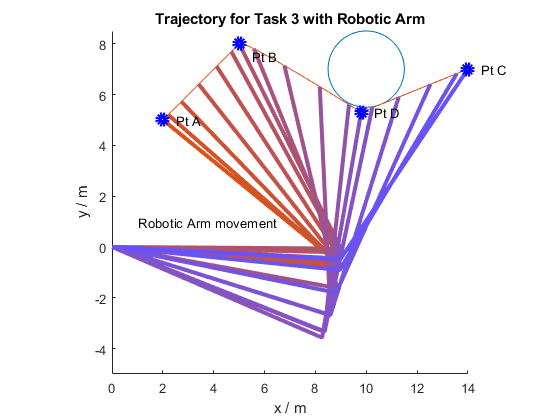 Trajectory for Task 3 with Robotic Arm
8
Pt B
Pt C
6
Pt A
Pt D
4
y / m
2
Robotic Arm movement
0
-2
-4
0 2 4 6 8 10 12 14
x / m